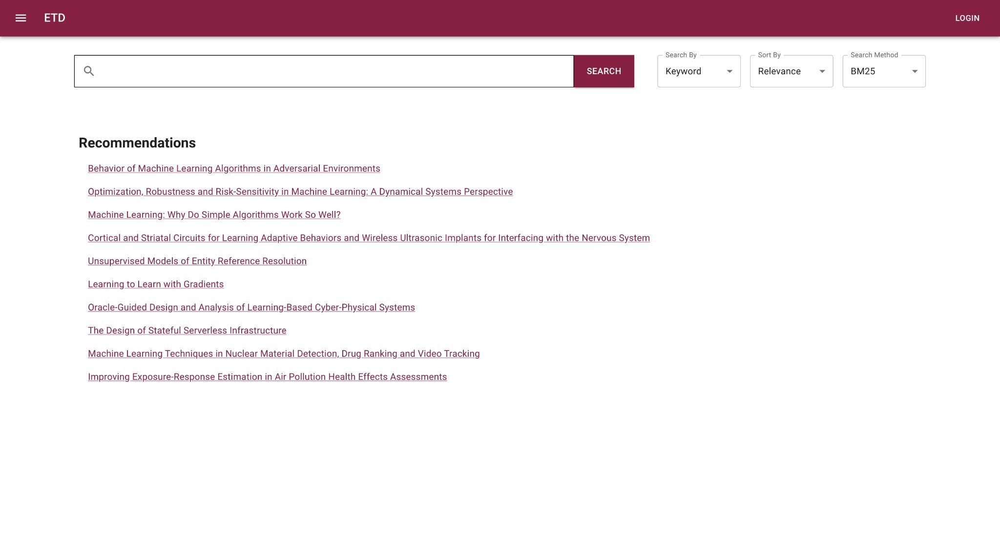 ETD
LOGIN
SEARCH
Search By
Keyword
Sort By
Relevance
Search Method
BM25
Recommendations
Behavior of Machine Learning Algorithms in Adversarial Environments
Optimization, Robustness and Risk-Sensitivity in Machine Learning: A Dynamical Systems Perspective
Machine Learning: Why Do Simple Algorithms Work So Well?
Cortical and Striatal Circuits for Learning Adaptive Behaviors and Wireless Ultrasonic Implants for Interfacing with the Nervous System
Unsupervised Models of Entity Reference Resolution
Learning to Learn with Gradients
Oracle-Guided Design and Analysis of Learning-Based Cyber-Physical Systems
The Design of Stateful Serverless Infrastructure
Machine Learning Techniques in Nuclear Material Detection, Drug Ranking and Video Tracking
Improving Exposure-Response Estimation in Air Pollution Health Effects Assessments